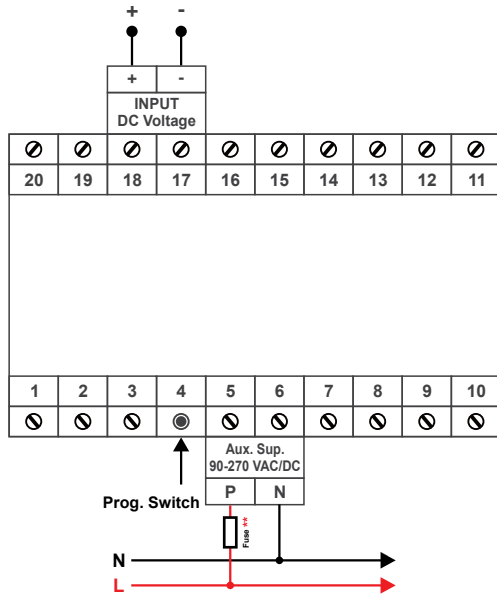 + -
+ -
INPUT
DC Voltage
20 19 18 17 16 15 14 13 12 11
1 2 3 4 5 6 7 8 9 10
Aux. Sup.
90-270 VAC/DC
P N
Prog. Switch
Fuse **
N
L